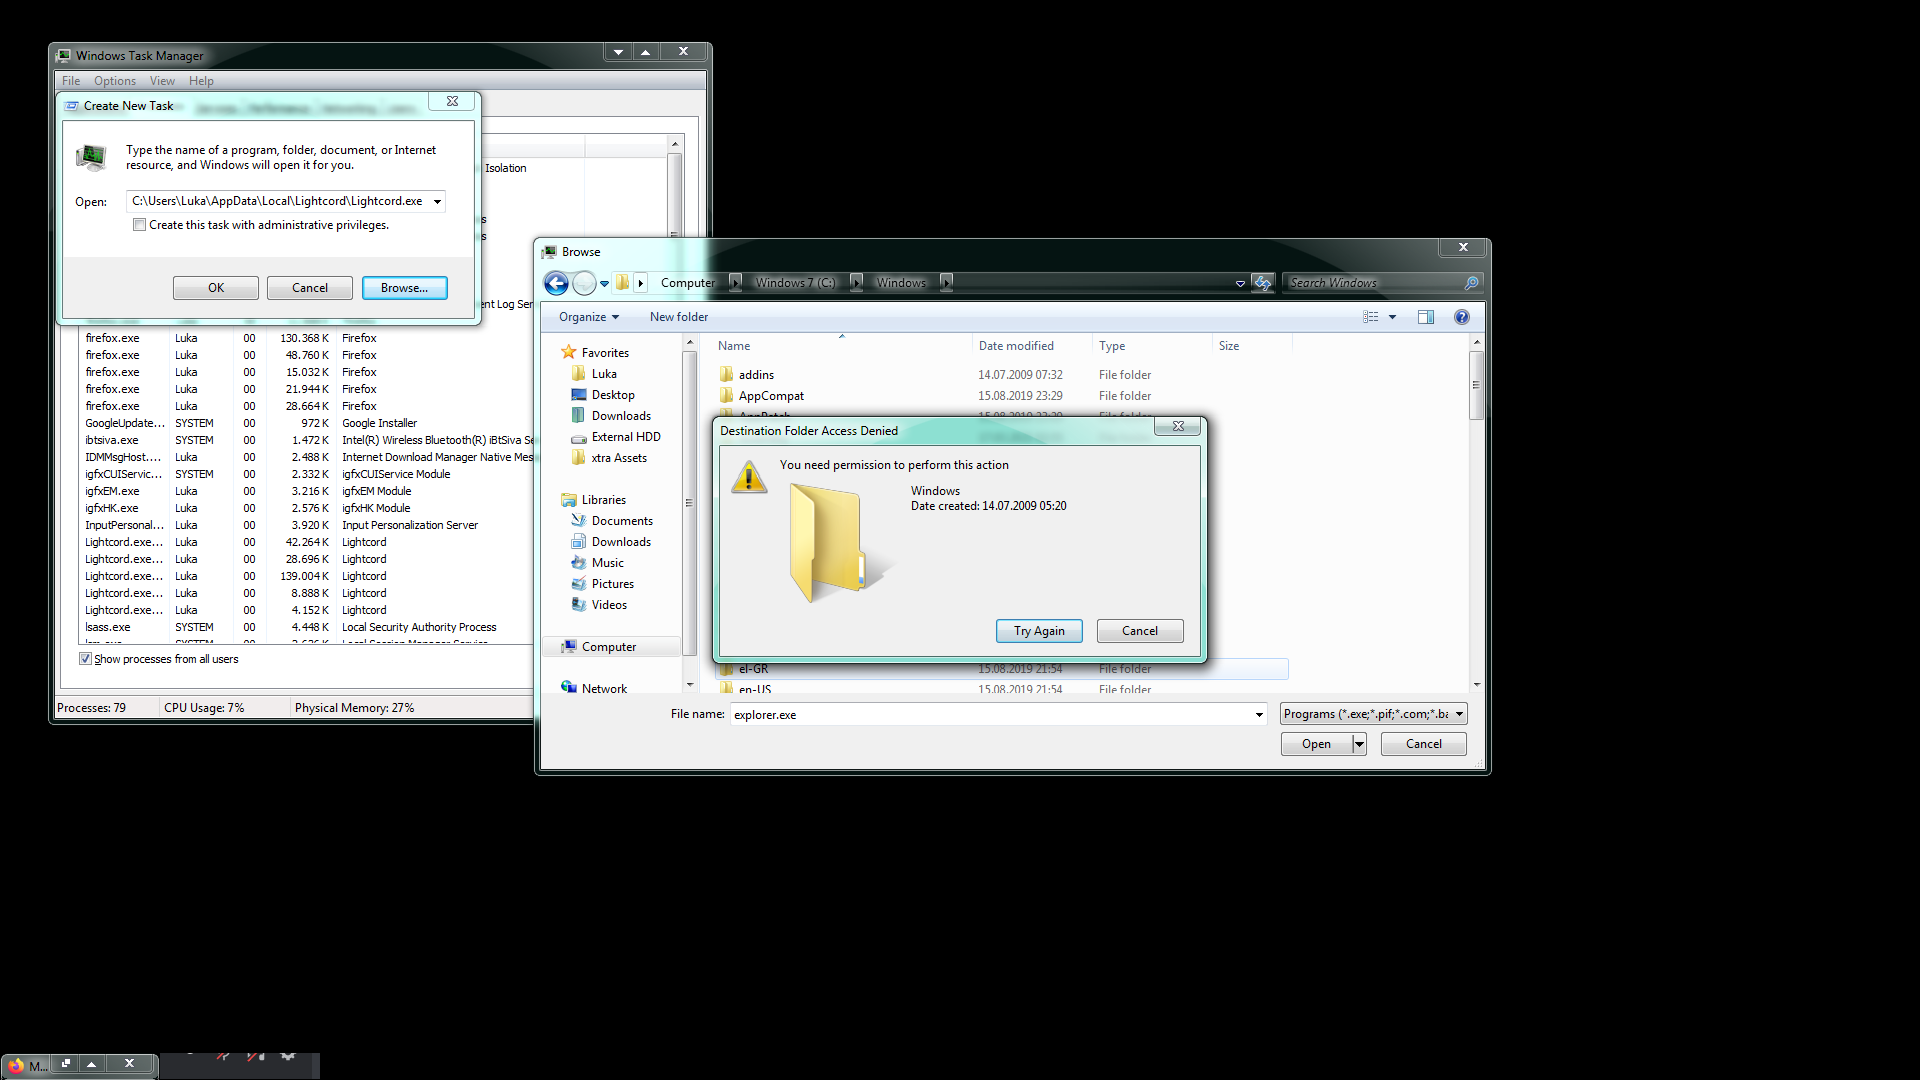 Windows Task Manager
File Options View Help
Create New Task
Type the name of a program, folder, document, or Internet
resource, and Windows will open it for you.
Open: C:\Users\Luka\AppData\Local\Lightcord\Lightcord.exe
Create this task with administrative privileges.
OK Cancel Browse...
Isolation
ent Log Ser
firefox.exe Luka 00 130.368 K Firefox
firefox.exe Luka 00 48.760 K Firefox
firefox.exe Luka 00 15.032 K Firefox
firefox.exe Luka 00 21.944 K Firefox
firefox.exe Luka 00 28.664 K Firefox
GoogleUpdate... SYSTEM 00 972 K Google Installer
ibtsiva.exe SYSTEM 00 1.472 K Intel(R) Wireless Bluetooth(R) iBtSiva Se
IDMMsgHost.... Luka 00 2.488 K Internet Download Manager Native Mes
igfxCUIServic... SYSTEM 00 2.332 K igfxCUIService Module
igfxEM.exe Luka 00 3.216 K igfxEM Module
igfxHK.exe Luka 00 2.576 K igfxHK Module
InputPersonal... Luka 00 3.920 K Input Personalization Server
Lightcord.exe... Luka 00 42.264 K Lightcord
Lightcord.exe... Luka 00 28.696 K Lightcord
Lightcord.exe... Luka 00 139.004 K Lightcord
Lightcord.exe... Luka 00 8.888 K Lightcord
Lightcord.exe... Luka 00 4.152 K Lightcord
lsass.exe SYSTEM 00 4.448 K Local Security Authority Process
Show processes from all users
Processes: 79 CPU Usage: 7% Physical Memory: 27%
Browse
Computer Windows 7 (C:) Windows
Search Windows
Organize New folder
Favorites
Luka
Desktop
Downloads
External HDD
xtra Assets
Libraries
Documents
Downloads
Music
Pictures
Videos
Computer
Network
Name Date modified Type Size
addins 14.07.2009 07:32 File folder
AppCompat 15.08.2019 23:29 File folder
Destination Folder Access Denied
You need permission to perform this action
Windows
Date created: 14.07.2009 05:20
Try Again Cancel
el-GR 15.08.2019 21:54 File folder
en-US 15.08.2019 21:54 File folder
File name: explorer.exe
Programs (*.exe;*.pif;*.com;*.ba
Open Cancel
M...